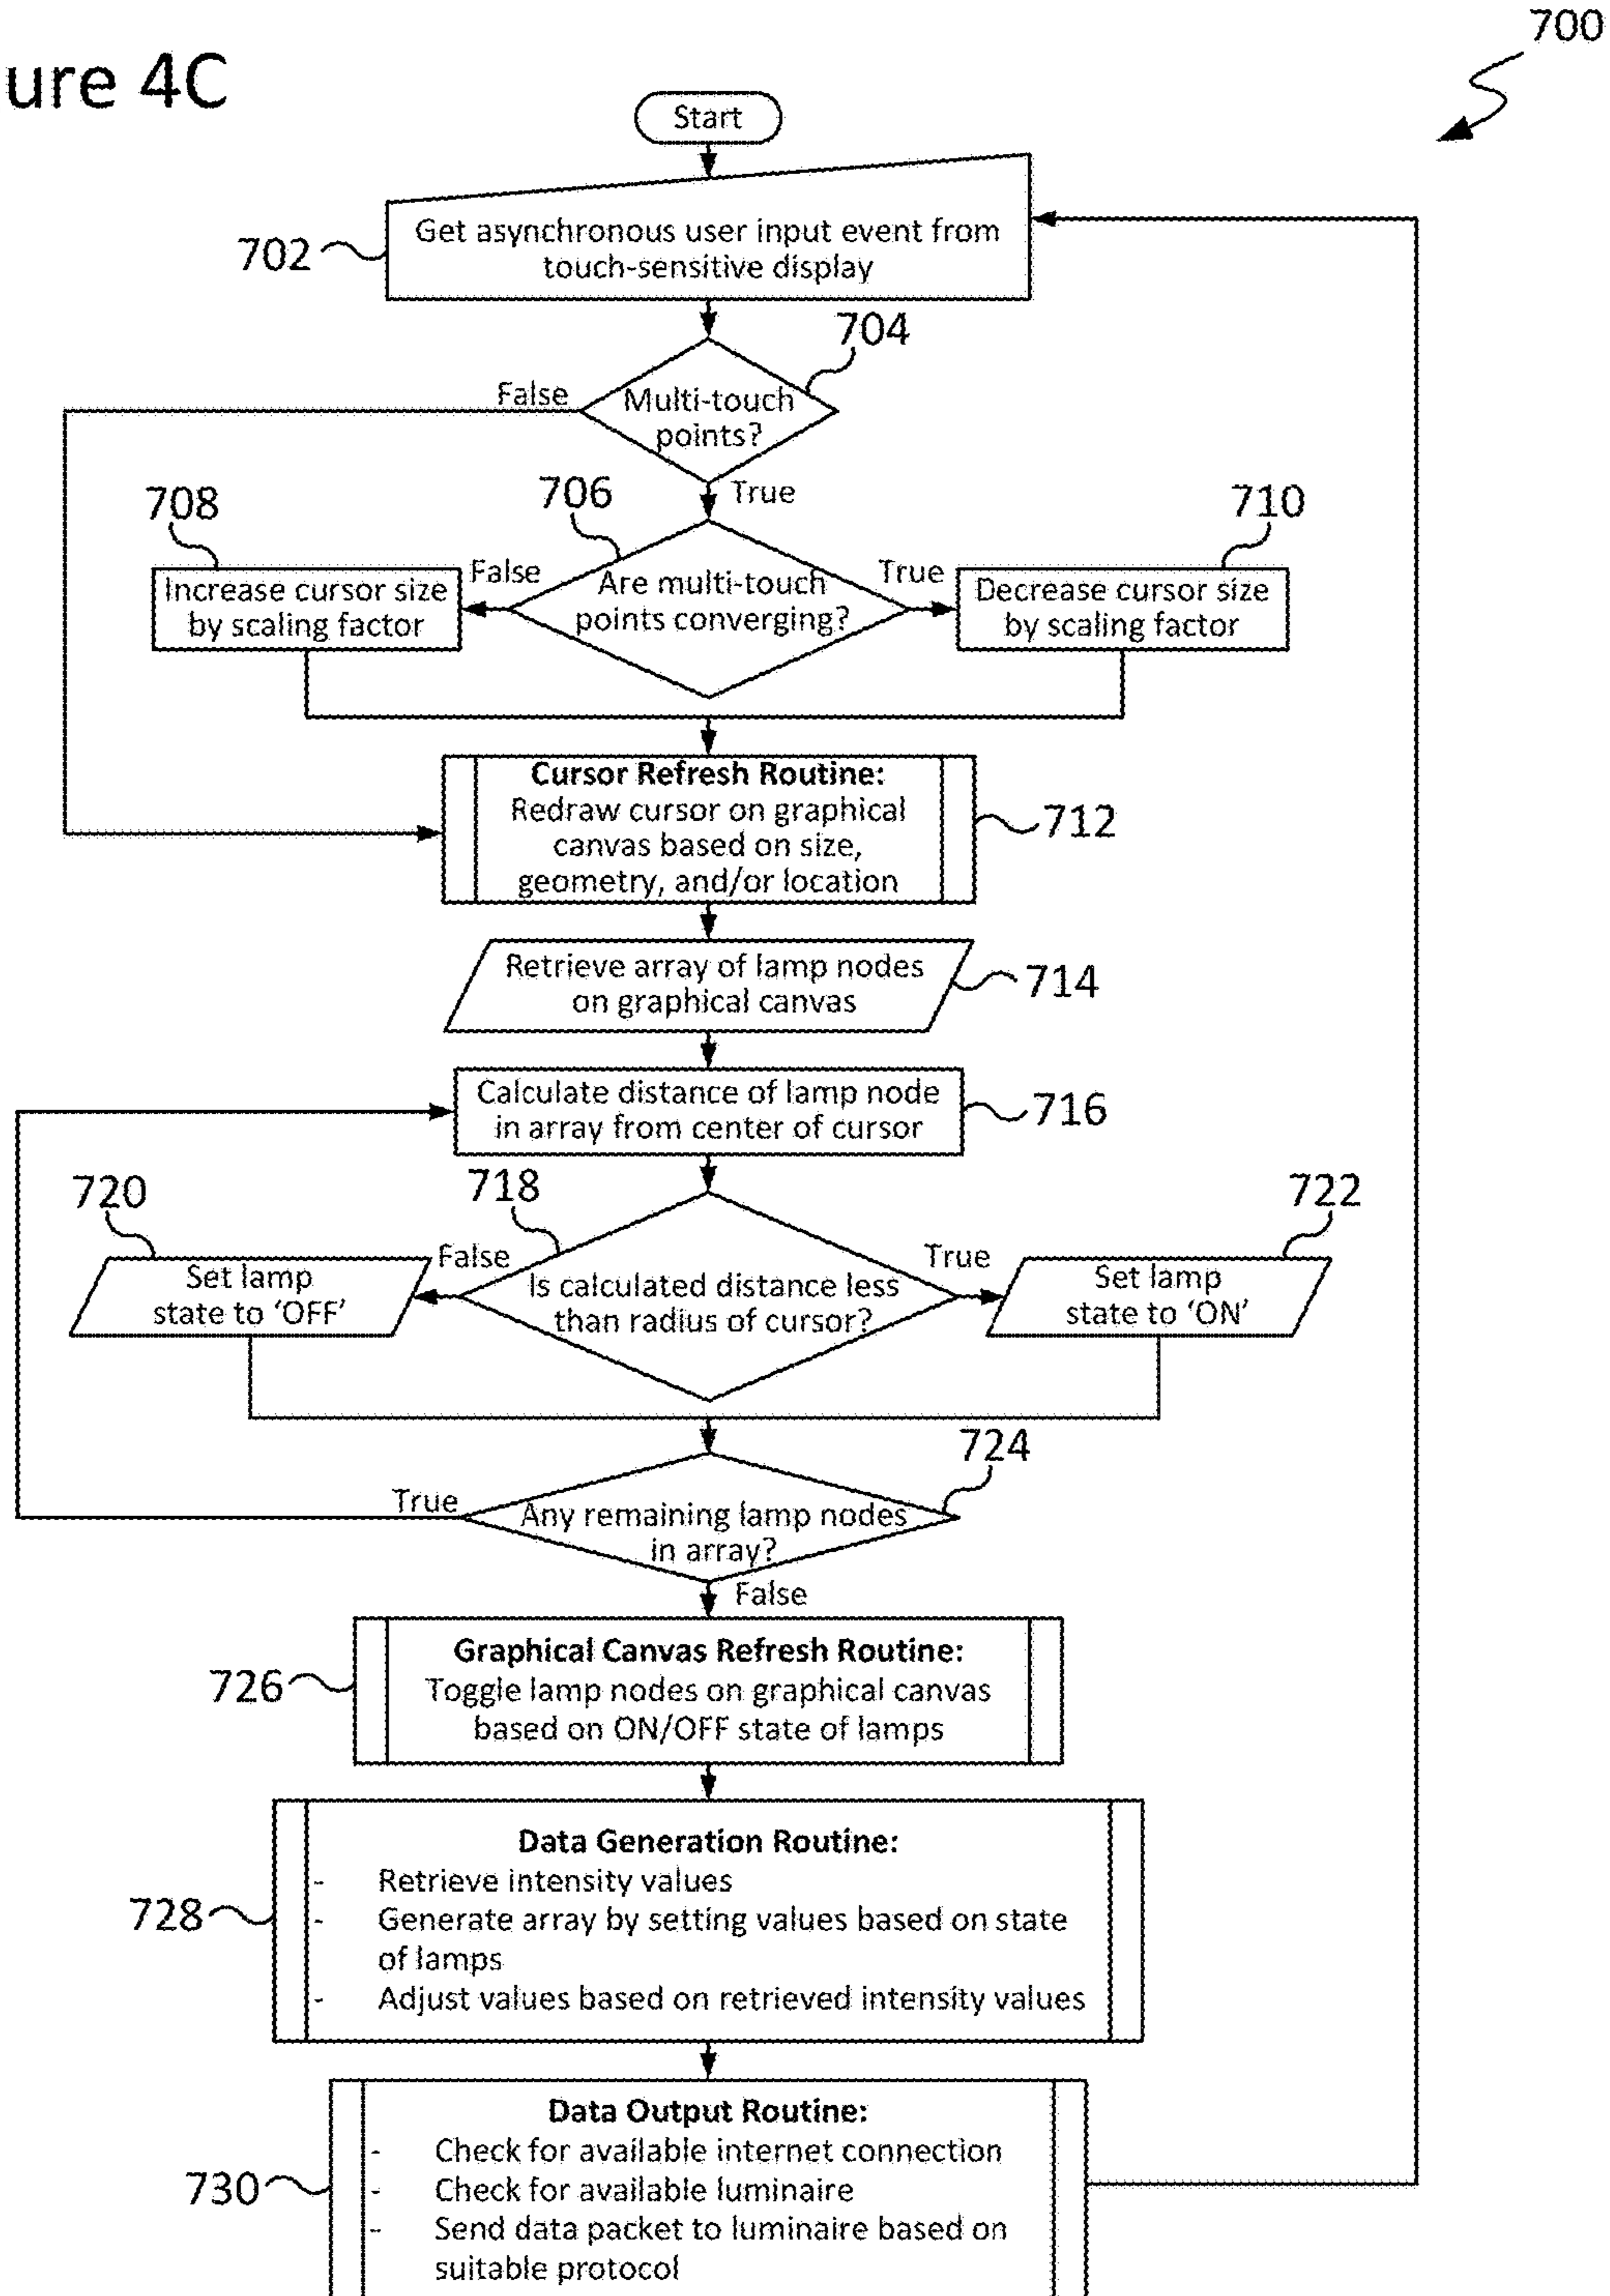 ure 4C
700
Start
702
Get asynchronous user input event from
touch-sensitive display
704
False
Multi-touch
points?
True
706
708
710
Increase cursor size
by scaling factor
False
Are multi-touch
points converging?
True
Decrease cursor size
by scaling factor
Cursor Refresh Routine:
Redraw cursor on graphical
canvas based on size,
geometry, and/or location
712
Retrieve array of lamp nodes
on graphical canvas
714
Calculate distance of lamp node
in array from center of cursor
716
720
718
722
Set lamp
state to ‘OFF’
False
Is calculated distance less
than radius of cursor?
True
Set lamp
state to ‘ON’
724
True
Any remaining lamp nodes
in array?
False
726
Graphical Canvas Refresh Routine:
Toggle lamp nodes on graphical canvas
based on ON/OFF state of lamps
728
Data Generation Routine:
- Retrieve intensity values
- Generate array by setting values based on state
of lamps
- Adjust values based on retrieved intensity values
730
Data Output Routine:
- Check for available internet connection
- Check for available luminaire
- Send data packet to luminaire based on
suitable protocol